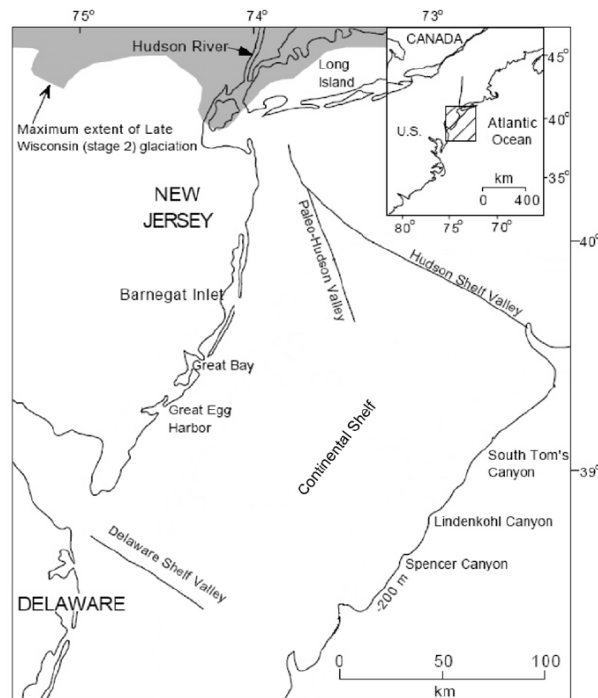 75°
74°
73°
Hudson River
CANADA
45°
Long
Island
40°
U.S.
Atlantic
Ocean
Maximum extent of Late
Wisconsin (stage 2) glaciation
35°
km
0 400
80°
75°
70°
NEW
JERSEY
Paleo-Hudson
Valley
Hudson Shelf Valley
40°
Barnegat Inlet
Great Bay
Great Egg
Harbor
Continental Shelf
South Tom's
Canyon
39°
Lindenkohl Canyon
Delaware Shelf Valley
Spencer Canyon
-200 m
DELAWARE
0 50 100
km